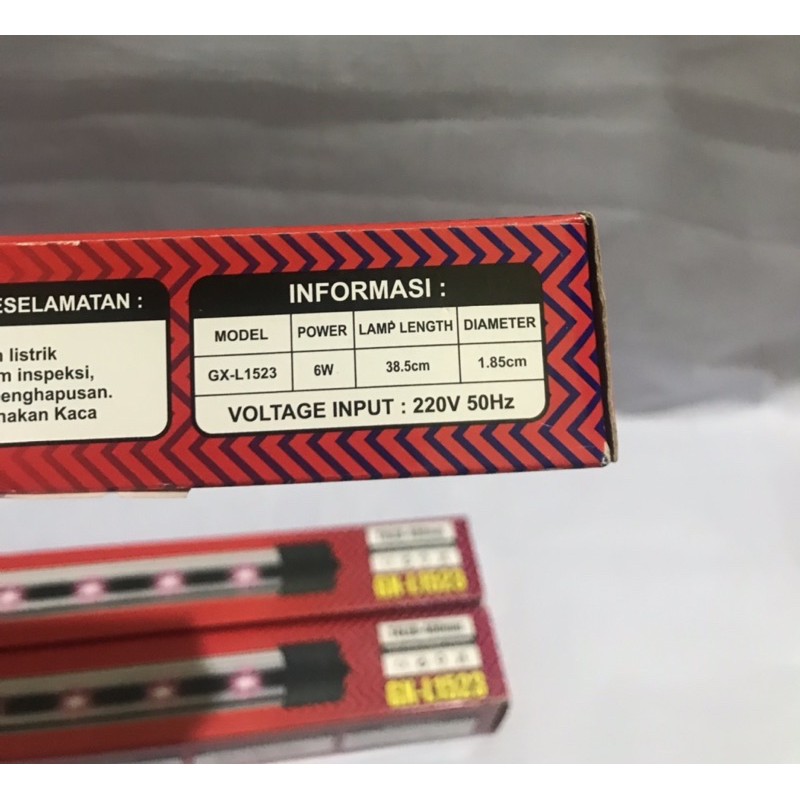 ESELAMATAN :
listrik
m inspeksi,
enghapusan.
nakan Kaca
INFORMASI :
MODEL POWER LAMP LENGTH DIAMETER
GX-L1523 6W 38.5cm 1.85cm
VOLTAGE INPUT : 220V 50Hz
GX-L1523
GX-L1523